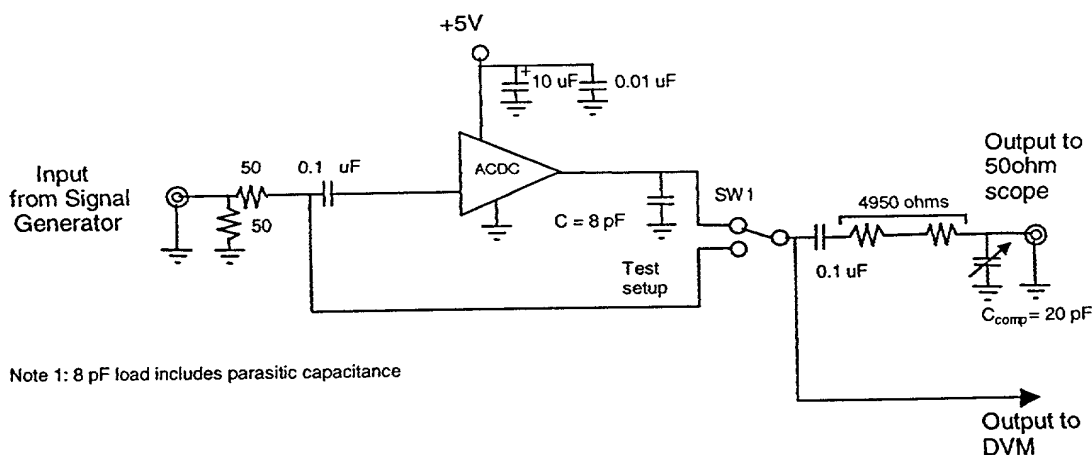 +5V
+
10 uF
0.01 uF
Input
from Signal
Generator
50
50
0.1 uF
ACDC
C = 8 pF
SW1
Test
setup
4950 ohms
0.1 uF
Output to
50ohm
scope
Ccomp = 20 pF
Note 1: 8 pF load includes parasitic capacitance
Output to
DVM